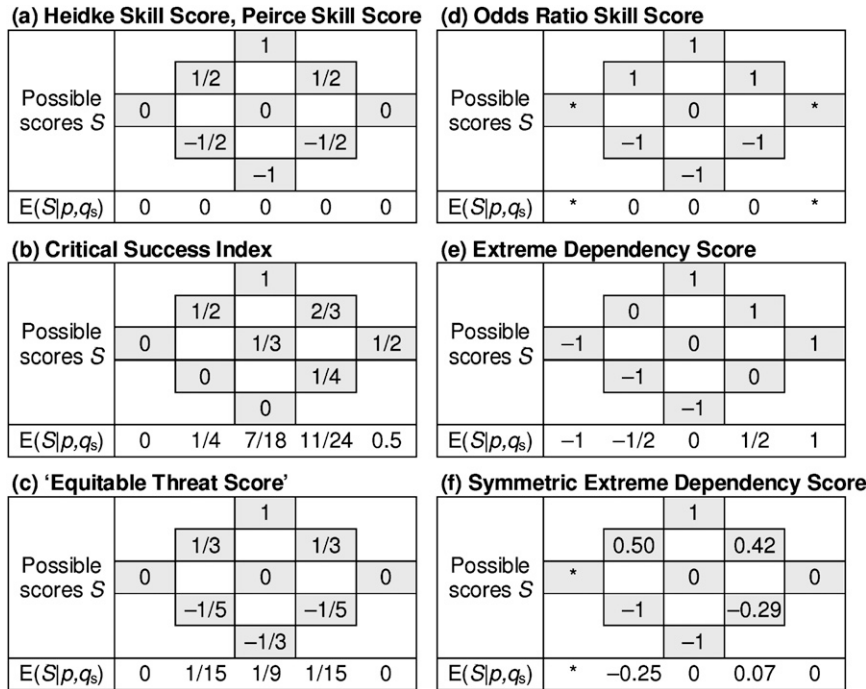 (a) Heidke Skill Score, Peirce Skill Score
1
1/2 1/2
Possible scores S
0 0 0
−1/2 −1/2
−1
E(S|p,qs) 0 0 0 0 0
(b) Critical Success Index
1
1/2 2/3
Possible scores S
0 1/3 1/2
0 1/4
0
E(S|p,qs) 0 1/4 7/18 11/24 0.5
(c) ‘Equitable Threat Score’
1
1/3 1/3
Possible scores S
0 0 0
−1/5 −1/5
−1/3
E(S|p,qs) 0 1/15 1/9 1/15 0
(d) Odds Ratio Skill Score
1
1 1
Possible scores S
* 0 *
−1 −1
−1
E(S|p,qs) * 0 0 0 *
(e) Extreme Dependency Score
1
0 1
Possible scores S
−1 0 1
−1 0
−1
E(S|p,qs) −1 −1/2 0 1/2 1
(f) Symmetric Extreme Dependency Score
1
0.50 0.42
Possible scores S
* 0 0
−1 −0.29
−1
E(S|p,qs) * −0.25 0 0.07 0